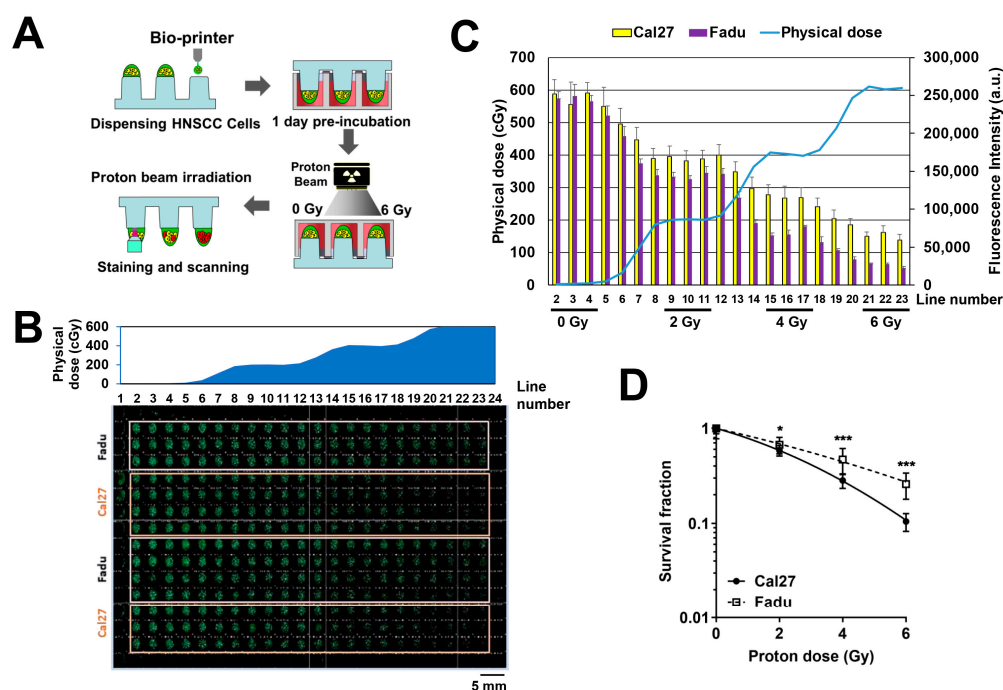 A
Bio-printer
Dispensing HNSCC Cells
1 day pre-incubation
Proton beam irradiation
Proton
Beam
0 Gy
6 Gy
Staining and scanning
B
Physical
dose (cGy)
600
400
200
0
1 2 3 4 5 6 7 8 9 10 11 12 13 14 15 16 17 18 19 20 21 22 23 24
Line
number
Fadu
Cal27
Fadu
Cal27
5 mm
C
Cal27 Fadu Physical dose
Physical dose (cGy)
700
600
500
400
300
200
100
0
300,000
250,000
200,000
150,000
100,000
50,000
0
Fluorescence Intensity (a.u.)
2 3 4 5 6 7 8 9 10 11 12 13 14 15 16 17 18 19 20 21 22 23 Line number
0 Gy 2 Gy 4 Gy 6 Gy
D
Survival fraction
1
0.1
0.01
* *** ***
Cal27
Fadu
0 2 4 6
Proton dose (Gy)